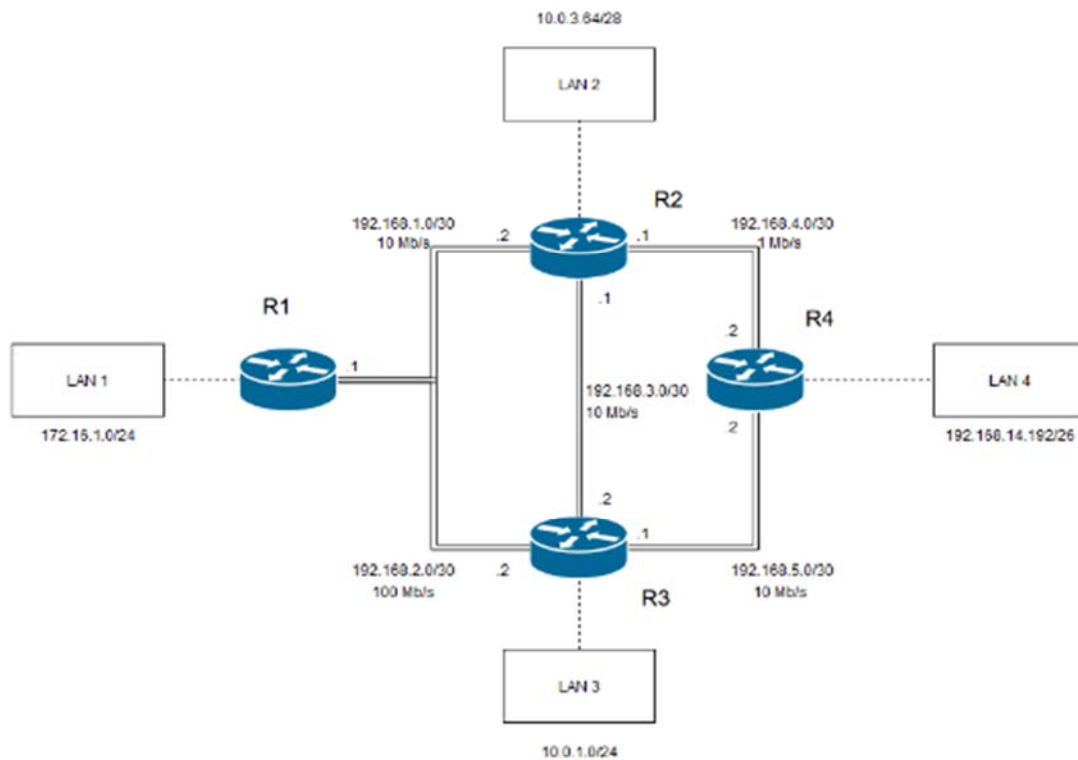 10.0.3.64/28
LAN 2
R2
192.168.1.0/30
10 Mb/s
.2
.1
192.168.4.0/30
1 Mb/s
.1
R1
.1
LAN 1
172.16.1.0/24
192.168.3.0/30
10 Mb/s
.2
R4
.2
LAN 4
192.168.14.192/26
.2
192.168.2.0/30
100 Mb/s
.2
.1
192.168.5.0/30
10 Mb/s
R3
LAN 3
10.0.1.0/24